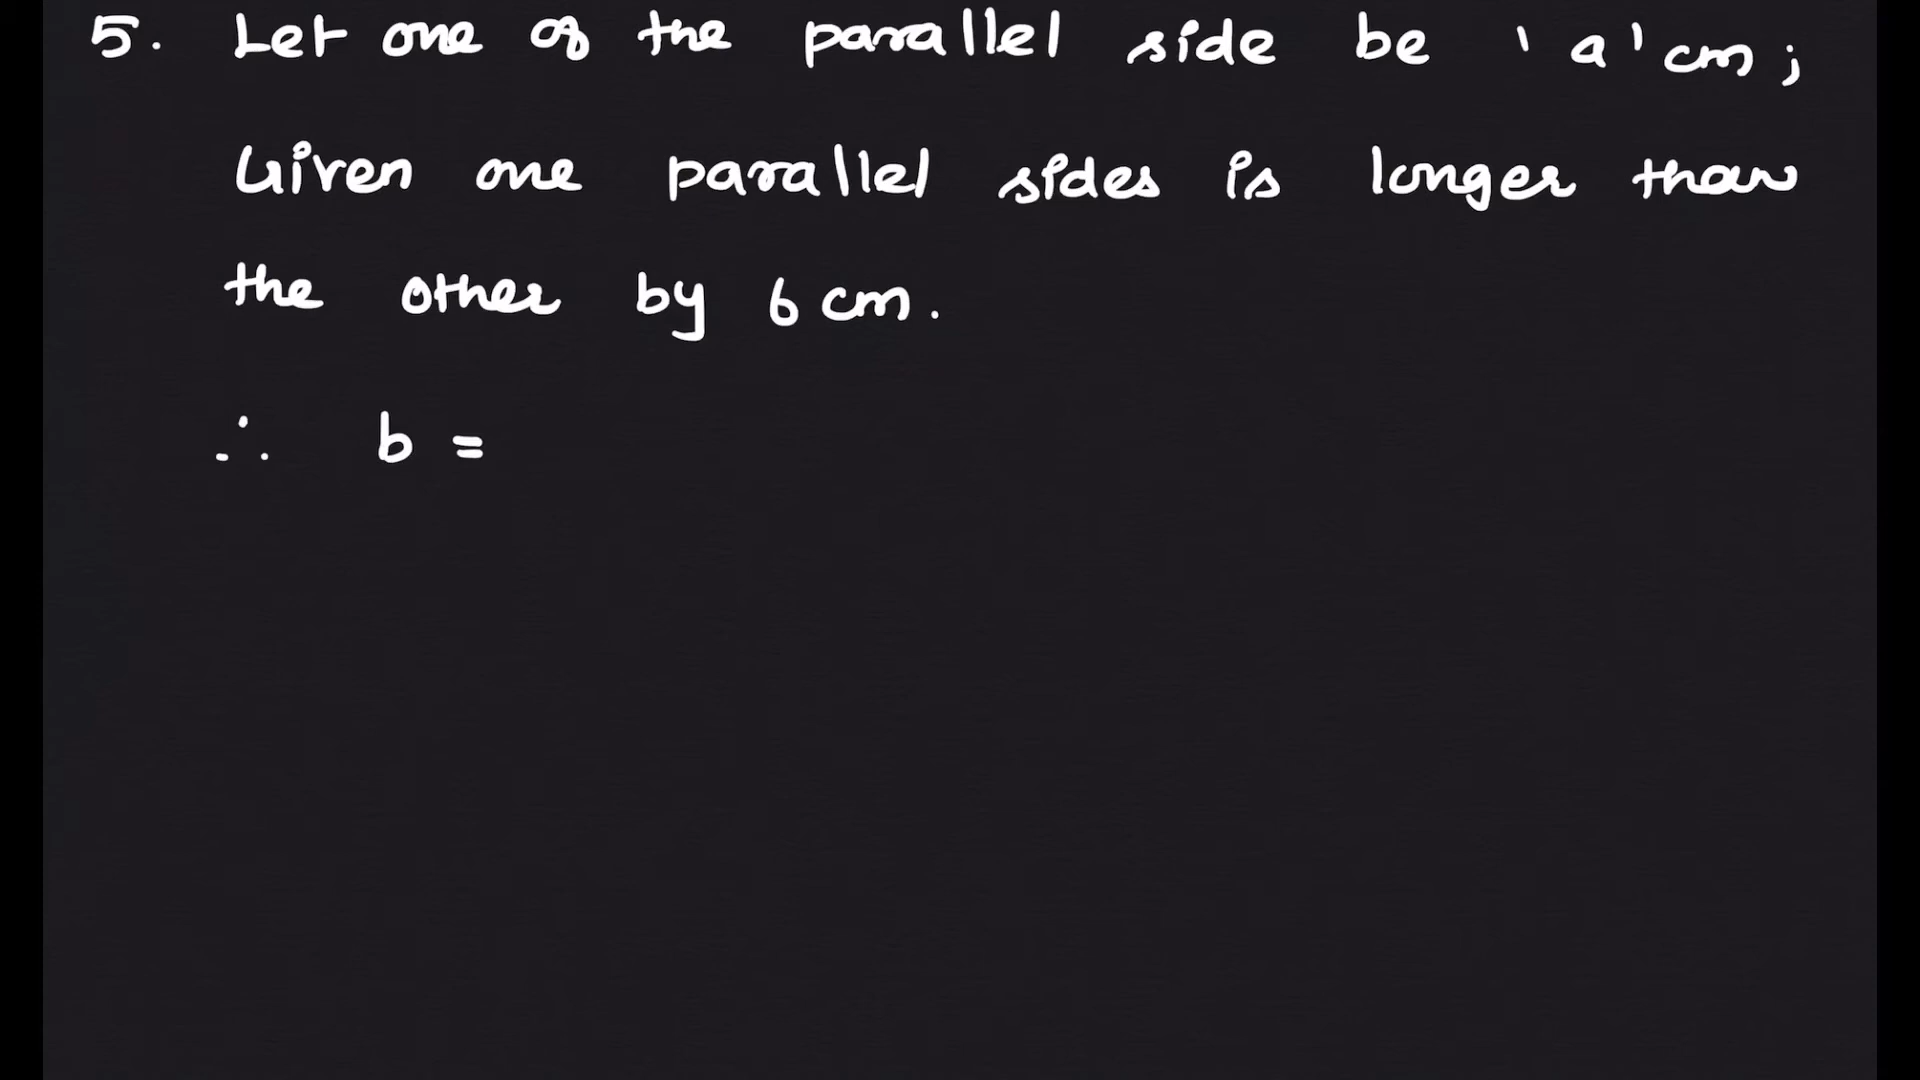 5. Let one of the parallel side be 'a' cm;
Given one parallel sides is longer than
the other by 6 cm.
∴ b =